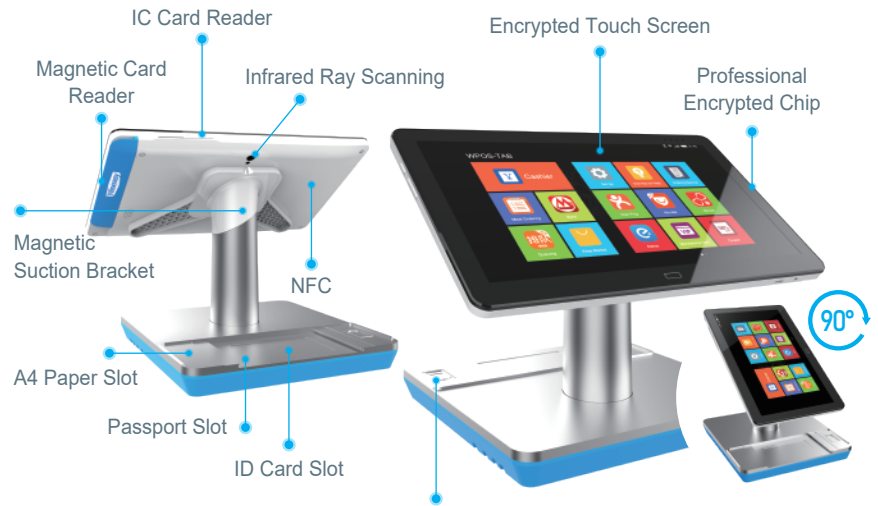 IC Card Reader
Encrypted Touch Screen
Magnetic Card
Reader
Infrared Ray Scanning
Professional
Encrypted Chip
WPOS-TAB
Cashier
Magnetic
Suction Bracket
NFC
90°
A4 Paper Slot
Passport Slot
ID Card Slot